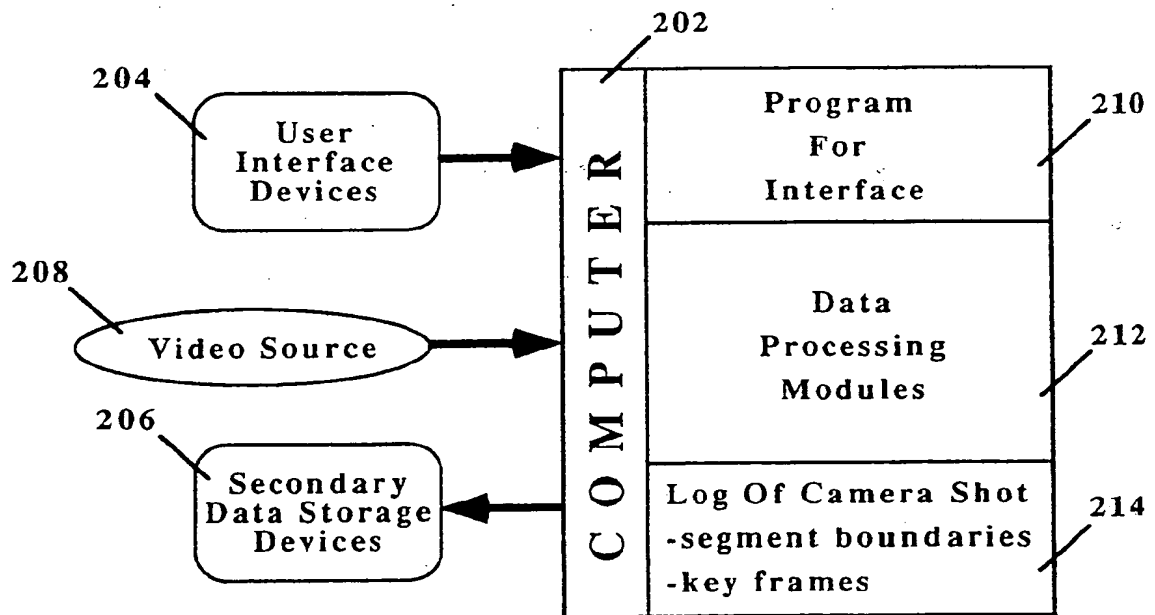 202
204
User
Interface
Devices
Program
For
Interface
210
208
Video Source
COMPUTER
Data
Processing
Modules
212
206
Secondary
Data Storage
Devices
Log Of Camera Shot
-segment boundaries
-key frames
214